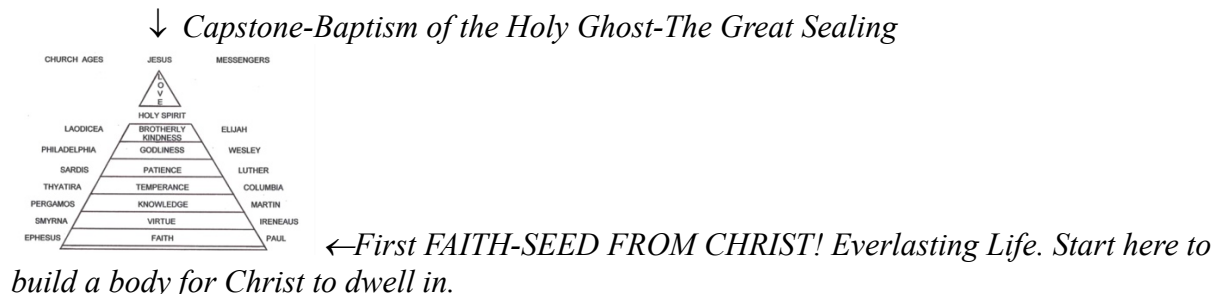 ↓ Capstone-Baptism of the Holy Ghost-The Great Sealing
CHURCH AGES JESUS MESSENGERS
L
O
V
E
HOLY SPIRIT
LAODICEA BROTHERLY KINDNESS ELIJAH
PHILADELPHIA GODLINESS WESLEY
SARDIS PATIENCE LUTHER
THYATIRA TEMPERANCE COLUMBIA
PERGAMOS KNOWLEDGE MARTIN
SMYRNA VIRTUE IRENEAUS
EPHESUS FAITH PAUL
←First FAITH-SEED FROM CHRIST! Everlasting Life. Start here to
build a body for Christ to dwell in.